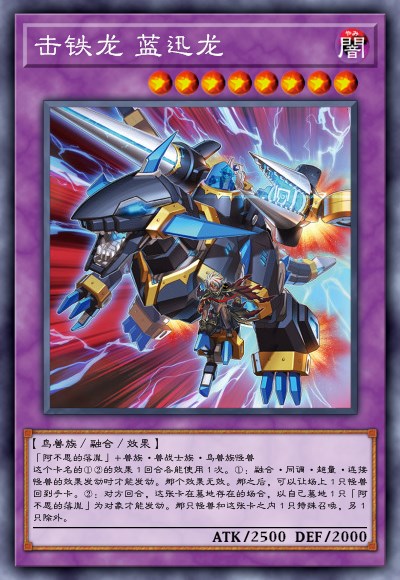 击铁龙 蓝迅龙
やみ
闇
【鸟兽族／融合／效果】
「阿不思的落胤」＋兽族·兽战士族·鸟兽族怪兽
这个卡名的①②的效果1回合各能使用1次。①：融合·同调·超量·连接
怪兽的效果发动时才能发动。那个效果无效。那之后，可以让场上1只怪兽
回到手卡。②：对方回合，这张卡在墓地存在的场合，以自己墓地1只「阿
不思的落胤」为对象才能发动。那只怪兽和这张卡之内1只特殊召唤，另1
只除外。
ATK/2500 DEF/2000